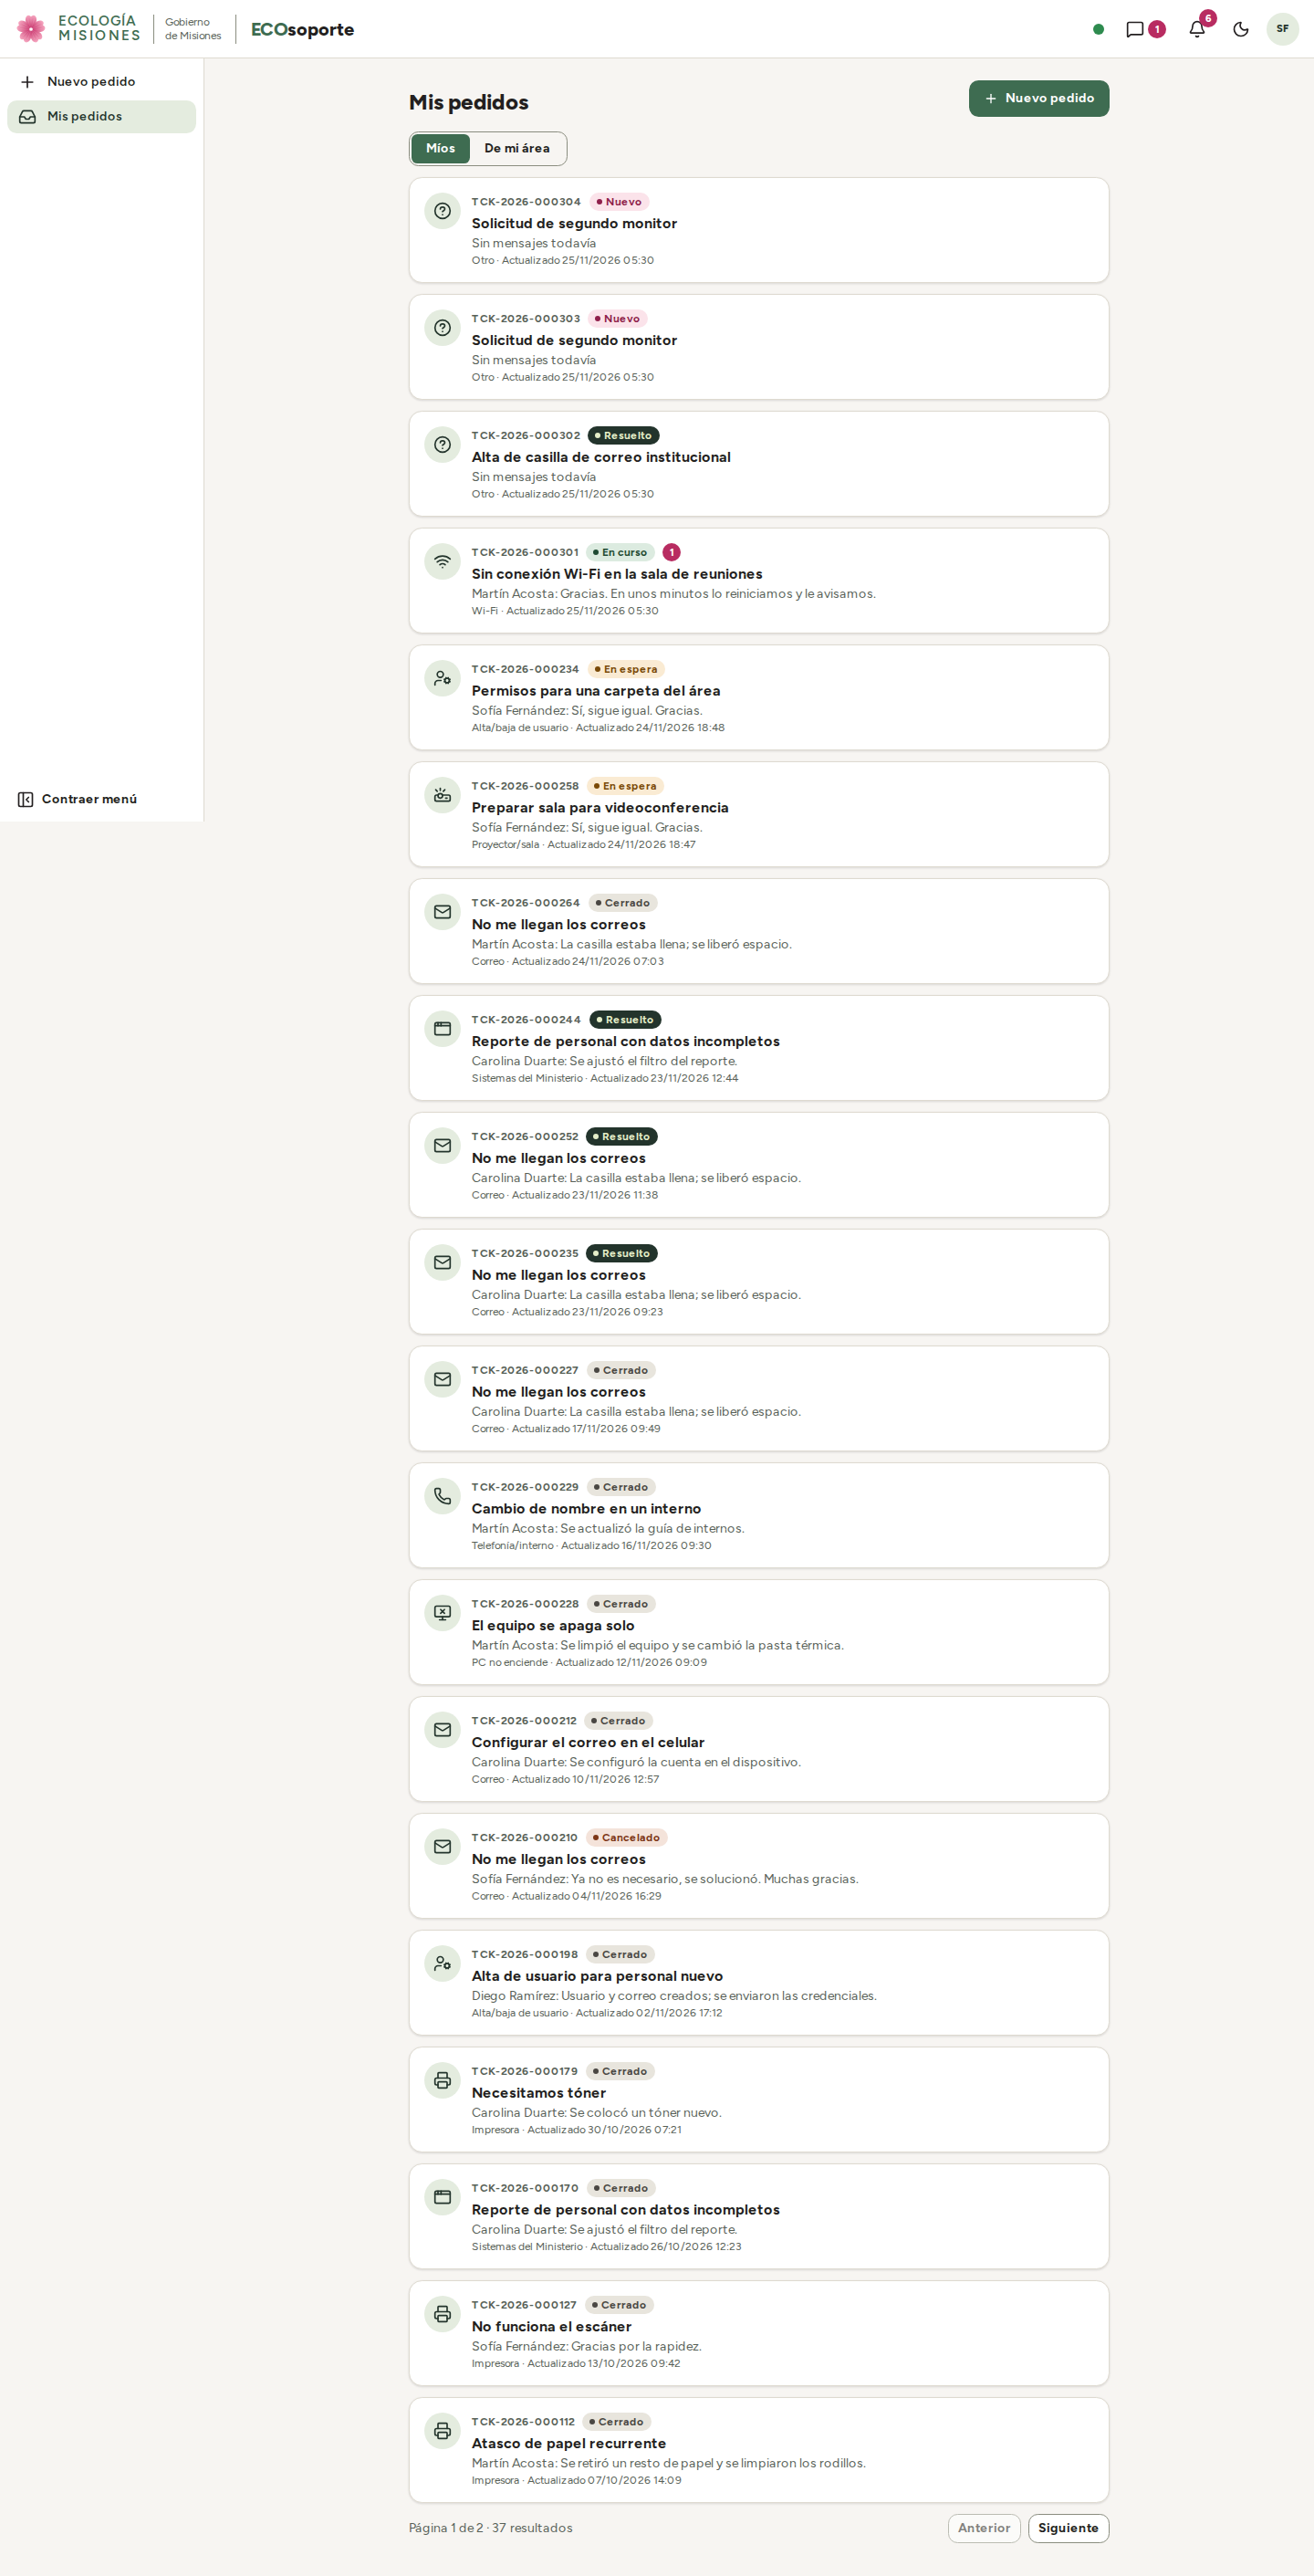 ECOLOGÍA
MISIONES
Gobierno
de Misiones
ECOsoporte
1
6
SF
Nuevo pedido
Mis pedidos
Contraer menú
Mis pedidos
Nuevo pedido
Míos
De mi área
TCK-2026-000304 Nuevo
Solicitud de segundo monitor
Sin mensajes todavía
Otro · Actualizado 25/11/2026 05:30
TCK-2026-000303 Nuevo
Solicitud de segundo monitor
Sin mensajes todavía
Otro · Actualizado 25/11/2026 05:30
TCK-2026-000302 Resuelto
Alta de casilla de correo institucional
Sin mensajes todavía
Otro · Actualizado 25/11/2026 05:30
TCK-2026-000301 En curso 1
Sin conexión Wi-Fi en la sala de reuniones
Martín Acosta: Gracias. En unos minutos lo reiniciamos y le avisamos.
Wi-Fi · Actualizado 25/11/2026 05:30
TCK-2026-000234 En espera
Permisos para una carpeta del área
Sofía Fernández: Sí, sigue igual. Gracias.
Alta/baja de usuario · Actualizado 24/11/2026 18:48
TCK-2026-000258 En espera
Preparar sala para videoconferencia
Sofía Fernández: Sí, sigue igual. Gracias.
Proyector/sala · Actualizado 24/11/2026 18:47
TCK-2026-000264 Cerrado
No me llegan los correos
Martín Acosta: La casilla estaba llena; se liberó espacio.
Correo · Actualizado 24/11/2026 07:03
TCK-2026-000244 Resuelto
Reporte de personal con datos incompletos
Carolina Duarte: Se ajustó el filtro del reporte.
Sistemas del Ministerio · Actualizado 23/11/2026 12:44
TCK-2026-000252 Resuelto
No me llegan los correos
Carolina Duarte: La casilla estaba llena; se liberó espacio.
Correo · Actualizado 23/11/2026 11:38
TCK-2026-000235 Resuelto
No me llegan los correos
Carolina Duarte: La casilla estaba llena; se liberó espacio.
Correo · Actualizado 23/11/2026 09:23
TCK-2026-000227 Cerrado
No me llegan los correos
Carolina Duarte: La casilla estaba llena; se liberó espacio.
Correo · Actualizado 17/11/2026 09:49
TCK-2026-000229 Cerrado
Cambio de nombre en un interno
Martín Acosta: Se actualizó la guía de internos.
Telefonía/interno · Actualizado 16/11/2026 09:30
TCK-2026-000228 Cerrado
El equipo se apaga solo
Martín Acosta: Se limpió el equipo y se cambió la pasta térmica.
PC no enciende · Actualizado 12/11/2026 09:09
TCK-2026-000212 Cerrado
Configurar el correo en el celular
Carolina Duarte: Se configuró la cuenta en el dispositivo.
Correo · Actualizado 10/11/2026 12:57
TCK-2026-000210 Cancelado
No me llegan los correos
Sofía Fernández: Ya no es necesario, se solucionó. Muchas gracias.
Correo · Actualizado 04/11/2026 16:29
TCK-2026-000198 Cerrado
Alta de usuario para personal nuevo
Diego Ramírez: Usuario y correo creados; se enviaron las credenciales.
Alta/baja de usuario · Actualizado 02/11/2026 17:12
TCK-2026-000179 Cerrado
Necesitamos tóner
Carolina Duarte: Se colocó un tóner nuevo.
Impresora · Actualizado 30/10/2026 07:21
TCK-2026-000170 Cerrado
Reporte de personal con datos incompletos
Carolina Duarte: Se ajustó el filtro del reporte.
Sistemas del Ministerio · Actualizado 26/10/2026 12:23
TCK-2026-000127 Cerrado
No funciona el escáner
Sofía Fernández: Gracias por la rapidez.
Impresora · Actualizado 13/10/2026 09:42
TCK-2026-000112 Cerrado
Atasco de papel recurrente
Martín Acosta: Se retiró un resto de papel y se limpiaron los rodillos.
Impresora · Actualizado 07/10/2026 14:09
Página 1 de 2 · 37 resultados
Anterior
Siguiente